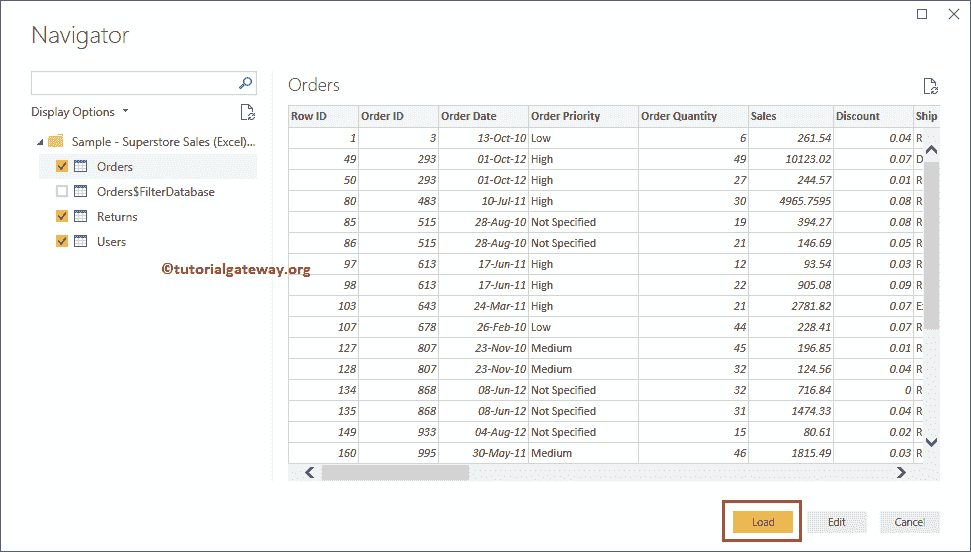 Navigator
Display Options
Sample - Superstore Sales (Excel)...
Orders
Orders$FilterDatabase
Returns
Users
©tutorialgateway.org
Orders
Row ID Order ID Order Date Order Priority Order Quantity Sales Discount Ship
1 3 13-Oct-10 Low 6 261.54 0.04 R
49 293 01-Oct-12 High 49 10123.02 0.07 D
50 293 01-Oct-12 High 27 244.57 0.01 R
80 483 10-Jul-11 High 30 4965.7595 0.08 R
85 515 28-Aug-10 Not Specified 19 394.27 0.08 R
86 515 28-Aug-10 Not Specified 21 146.69 0.05 R
97 613 17-Jun-11 High 12 93.54 0.03 R
98 613 17-Jun-11 High 22 905.08 0.09 R
103 643 24-Mar-11 High 21 2781.82 0.07 E
107 678 26-Feb-10 Low 44 228.41 0.07 R
127 807 23-Nov-10 Medium 45 196.85 0.01 R
128 807 23-Nov-10 Medium 32 124.56 0.04 R
134 868 08-Jun-12 Not Specified 32 716.84 0 R
135 868 08-Jun-12 Not Specified 31 1474.33 0.04 R
149 933 04-Aug-12 Not Specified 15 80.61 0.02 R
160 995 30-May-11 Medium 46 1815.49 0.03 R
Load Edit Cancel